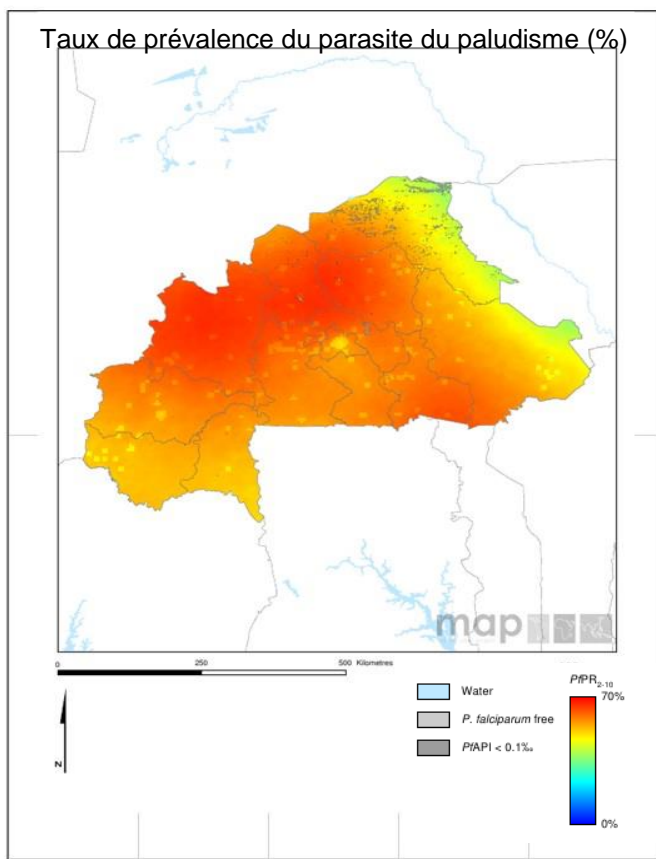 Taux de prévalence du parasite du paludisme (%)
map
0 250 500 Kilometres
N
Water
P. falciparum free
PfAPI < 0.1‰
PfPR2-10
70%
0%